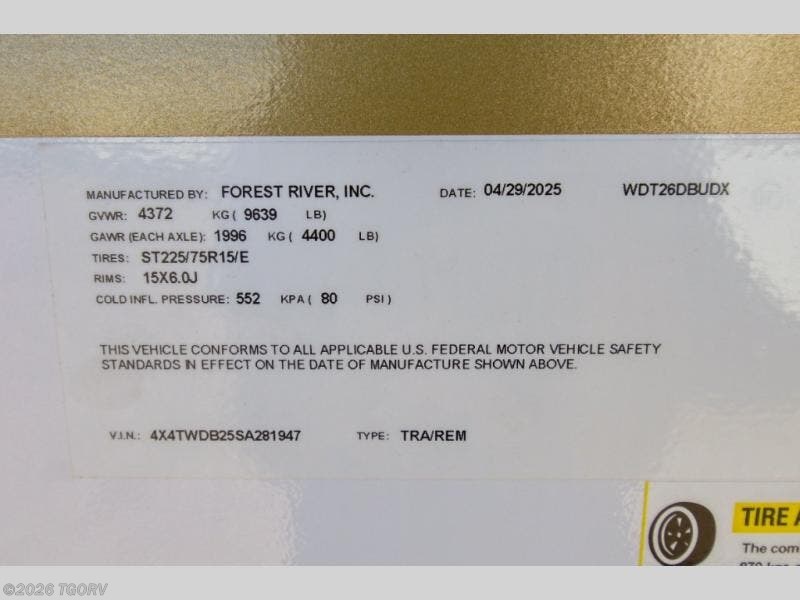 MANUFACTURED BY: FOREST RIVER, INC. DATE: 04/29/2025 WDT26DBUDX
GVWR: 4372 KG ( 9639 LB)
GAWR (EACH AXLE): 1996 KG ( 4400 LB)
TIRES: ST225/75R15/E
RIMS: 15X6.0J
COLD INFL. PRESSURE: 552 KPA ( 80 PSI )
THIS VEHICLE CONFORMS TO ALL APPLICABLE U.S. FEDERAL MOTOR VEHICLE SAFETY
STANDARDS IN EFFECT ON THE DATE OF MANUFACTURE SHOWN ABOVE.
V.I.N.: 4X4TWDB25SA281947 TYPE: TRA/REM
TIRE A
The com
©2026 TGORV